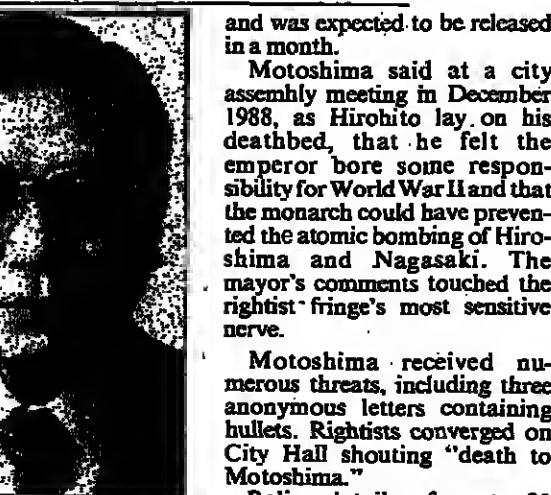 and was expected to be released
in a month.
Motoshima said at a city
assembly meeting in December
1988, as Hirohito lay on his
deathbed, that he felt the
emperor bore some respon-
sibility for World War II and that
the monarch could have preven-
ted the atomic bombing of Hiro-
shima and Nagasaki. The
mayor's comments touched the
rightist fringe's most sensitive
nerve.
Motoshima received nu-
merous threats, including three
anonymous letters containing
bullets. Rightists converged on
City Hall shouting "death to
Motoshima."